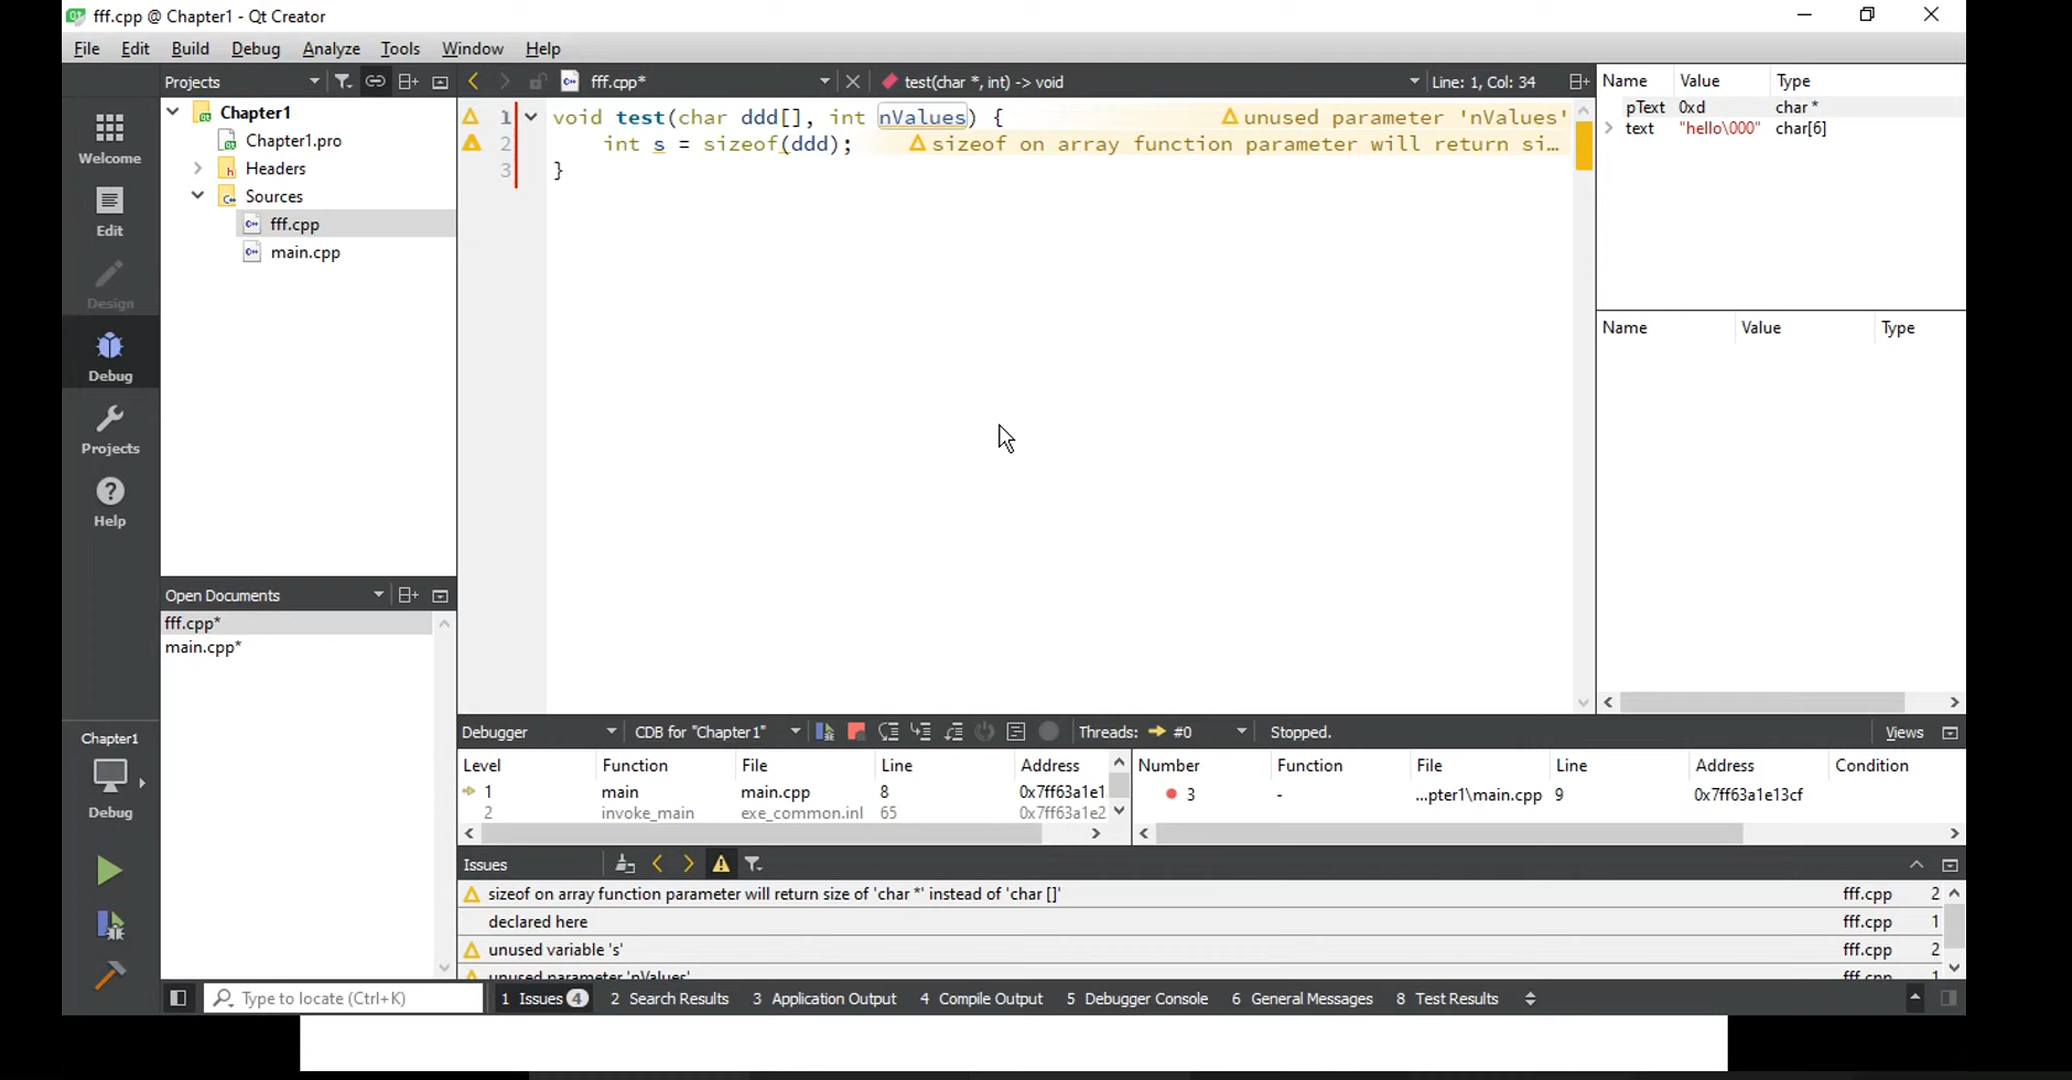 fff.cpp @ Chapter1 - Qt Creator
File Edit Build Debug Analyze Tools Window Help
Projects
fff.cpp*
test(char *, int) -> void
Line: 1, Col: 34
Welcome
Edit
Design
Debug
Projects
Help
Chapter1
Debug
Chapter1
Chapter1.pro
Headers
Sources
fff.cpp
main.cpp
Open Documents
fff.cpp*
main.cpp*
1 void test(char ddd[], int nValues) { unused parameter 'nValues'
2 int s = sizeof(ddd); sizeof on array function parameter will return si...
3 }
Name Value Type
pText 0xd char *
text "hello\000" char[6]
Name Value Type
Debugger CDB for "Chapter1" Threads: #0 Stopped. Views
Level Function File Line Address
1 main main.cpp 8 0x7ff63a1e1
2 invoke_main exe_common.inl 65 0x7ff63a1e2
Number Function File Line Address Condition
3 - ...pter1\main.cpp 9 0x7ff63a1e13cf
Issues
sizeof on array function parameter will return size of 'char *' instead of 'char []' fff.cpp 2
declared here fff.cpp 1
unused variable 's' fff.cpp 2
unused parameter 'nValues' fff.cpp 1
Type to locate (Ctrl+K) 1 Issues 4 2 Search Results 3 Application Output 4 Compile Output 5 Debugger Console 6 General Messages 8 Test Results